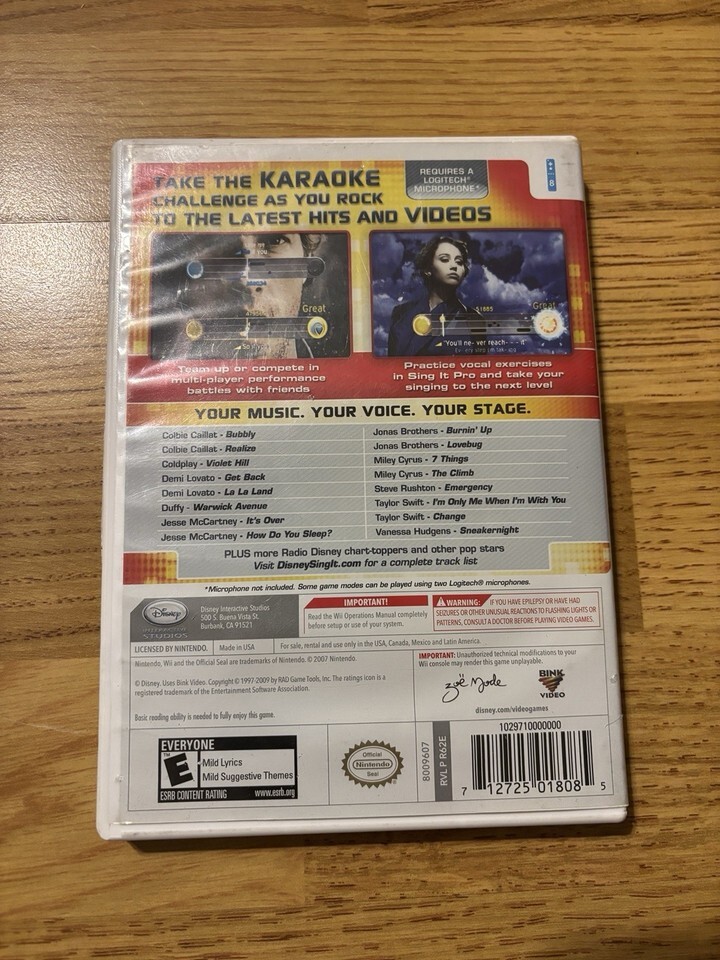 TAKE THE KARAOKE
CHALLENGE AS YOU ROCK
TO THE LATEST HITS AND VIDEOS
REQUIRES A
LOGITECH®
MICROPHONE*
8
Great
Great
"You'll ne- ver reach- - - it"
Team up or compete in
multi-player performance
battles with friends
Practice vocal exercises
in Sing It Pro and take your
singing to the next level
YOUR MUSIC. YOUR VOICE. YOUR STAGE.
Colbie Caillat - Bubbly
Colbie Caillat - Realize
Coldplay - Violet Hill
Demi Lovato - Get Back
Demi Lovato - La La Land
Duffy - Warwick Avenue
Jesse McCartney - It's Over
Jesse McCartney - How Do You Sleep?
Jonas Brothers - Burnin' Up
Jonas Brothers - Lovebug
Miley Cyrus - 7 Things
Miley Cyrus - The Climb
Steve Rushton - Emergency
Taylor Swift - I'm Only Me When I'm With You
Taylor Swift - Change
Vanessa Hudgens - Sneakernight
PLUS more Radio Disney chart-toppers and other pop stars
Visit DisneySingIt.com for a complete track list
*Microphone not included. Some game modes can be played using two Logitech® microphones.
Disney
INTERACTIVE
STUDIOS
Disney Interactive Studios
500 S. Buena Vista St.
Burbank, CA 91521
IMPORTANT!
Read the Wii Operations Manual completely
before setup or use of your system.
WARNING: IF YOU HAVE EPILEPSY OR HAVE HAD
SEIZURES OR OTHER UNUSUAL REACTIONS TO FLASHING LIGHTS OR
PATTERNS, CONSULT A DOCTOR BEFORE PLAYING VIDEO GAMES.
LICENSED BY NINTENDO.
Made in USA
For sale, rental and use only in the USA, Canada, Mexico and Latin America.
Nintendo, Wii and the Official Seal are trademarks of Nintendo. © 2007 Nintendo.
IMPORTANT: Unauthorized technical modifications to your
Wii console may render this game unplayable.
© Disney. Uses Bink Video. Copyright © 1997-2009 by RAD Game Tools, Inc. The ratings icon is a
registered trademark of the Entertainment Software Association.
zoë mode
BINK
VIDEO
disney.com/videogames
Basic reading ability is needed to fully enjoy this game.
EVERYONE
E
Mild Lyrics
Mild Suggestive Themes
ESRB CONTENT RATING www.esrb.org
Official
Nintendo
Seal
8009607
RVL P R62E
1029710000000
7 12725 01808 5